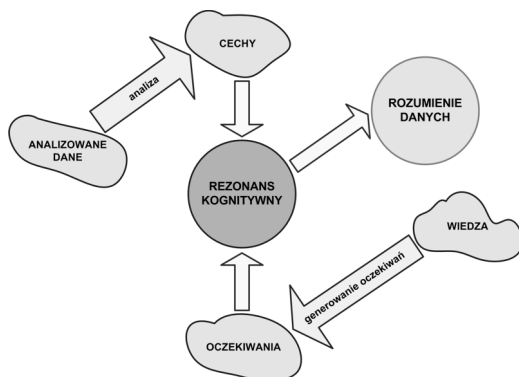 CECHY
analiza
ANALIZOWANE
DANE
ROZUMIENIE
DANYCH
REZONANS
KOGNITYWNY
WIEDZA
generowanie oczekiwań
OCZEKIWANIA